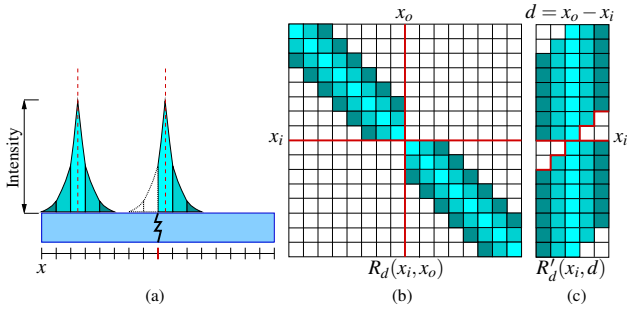 Intensity
x
(a)
x_o
x_i
R_d(x_i, x_o)
(b)
d = x_o − x_i
x_i
R'_d(x_i, d)
(c)